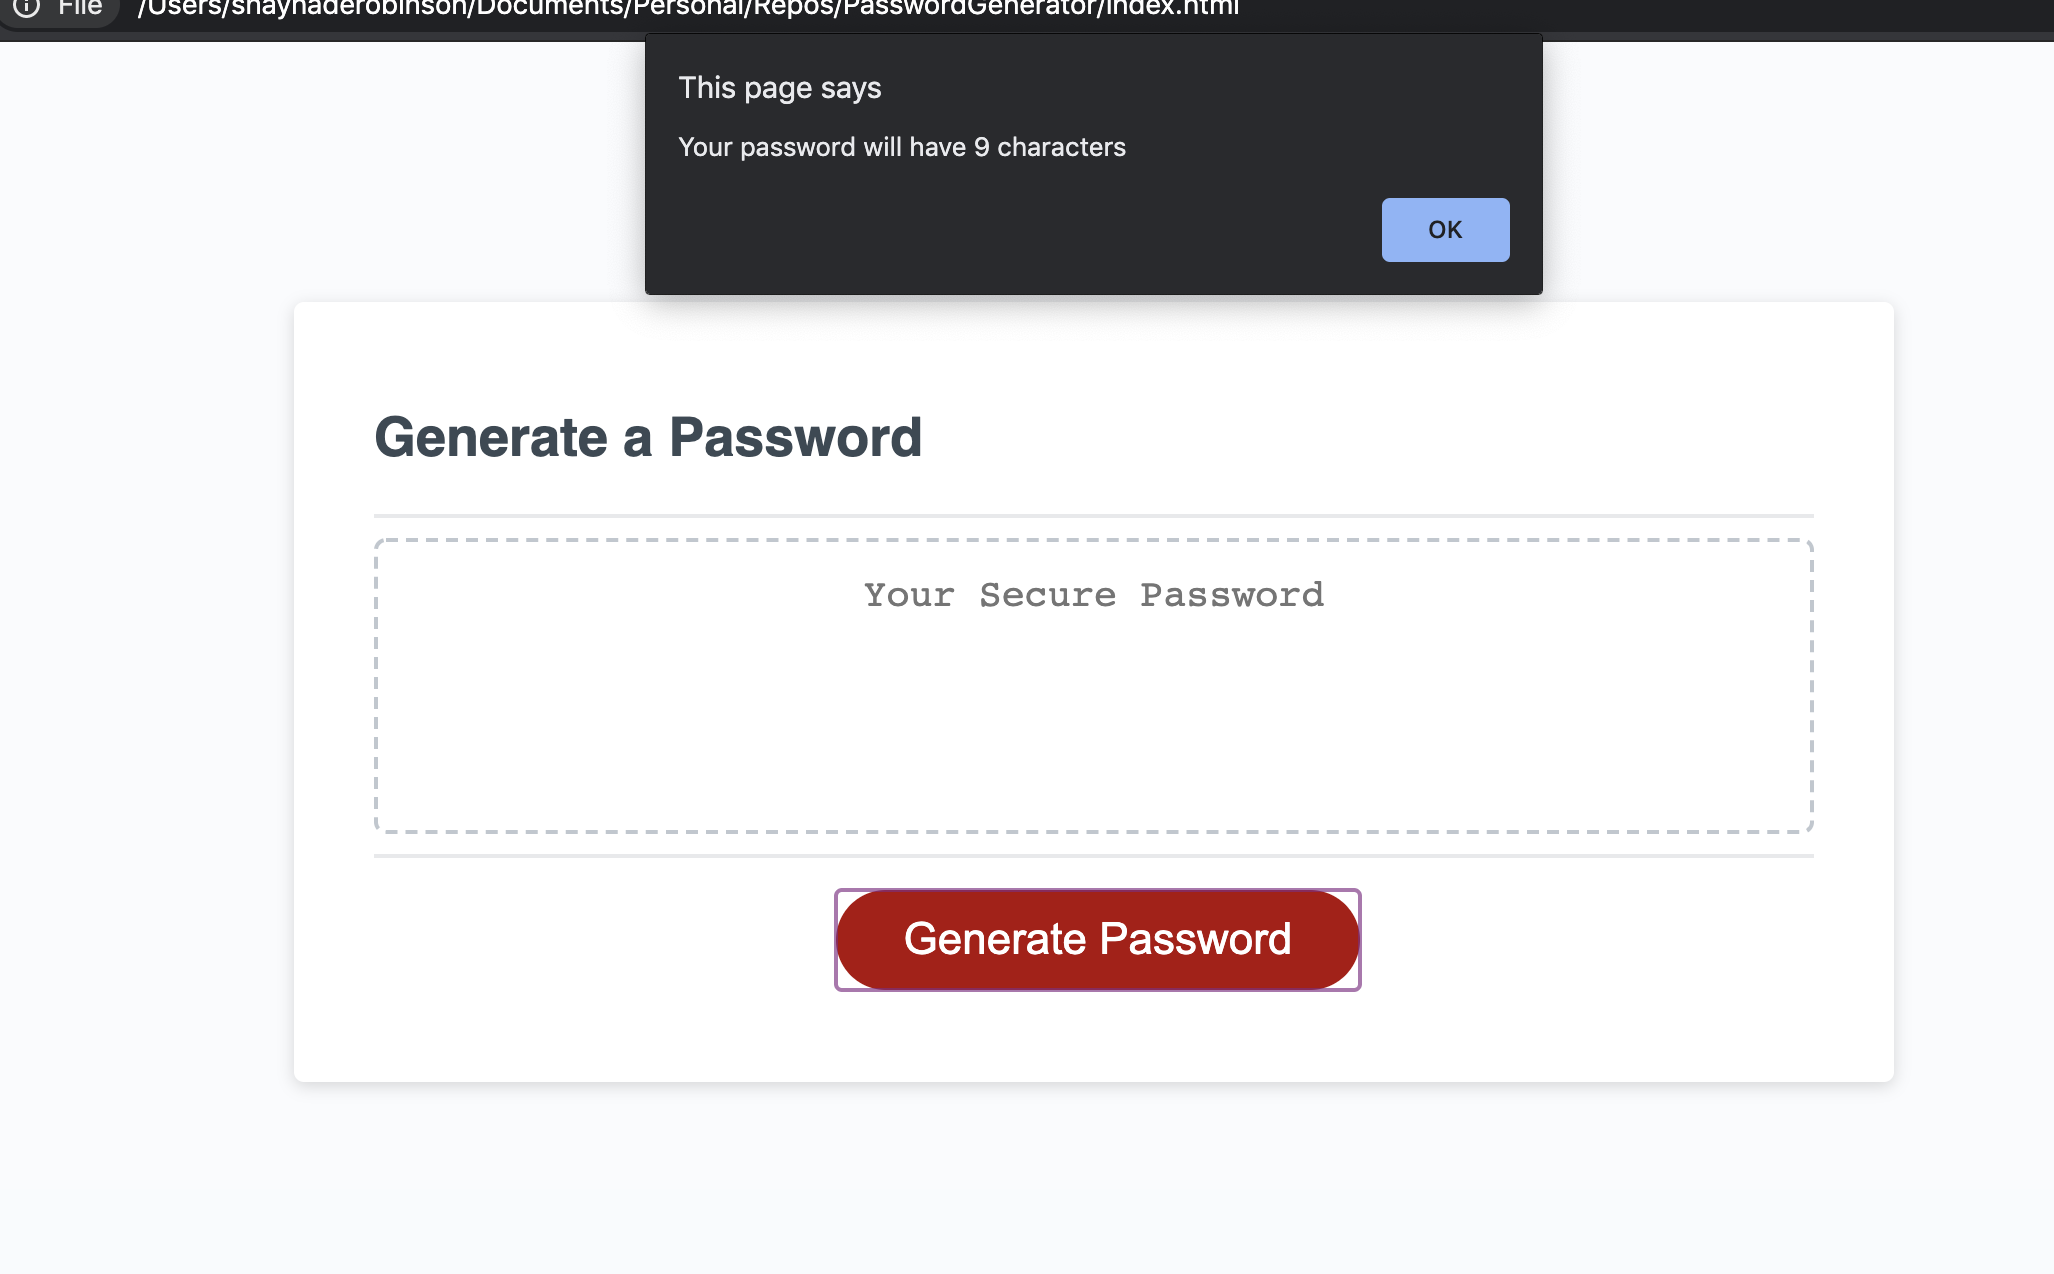 File /Users/shaynaderobinson/Documents/Personal/Repos/PasswordGenerator/index.html
This page says
Your password will have 9 characters
OK
Generate a Password
Your Secure Password
Generate Password